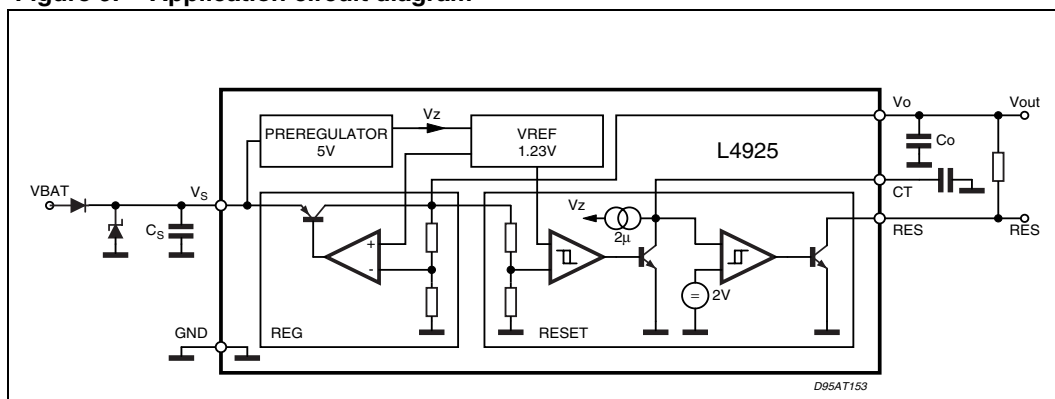 Figure 3. Application circuit diagram
PREREGULATOR
5V
Vz
VREF
1.23V
L4925
Vo
Vout
Co
CT
RES
RES
VBAT
VS
CS
+
-
REG
Vz
2µ
=
2V
RESET
GND
D95AT153